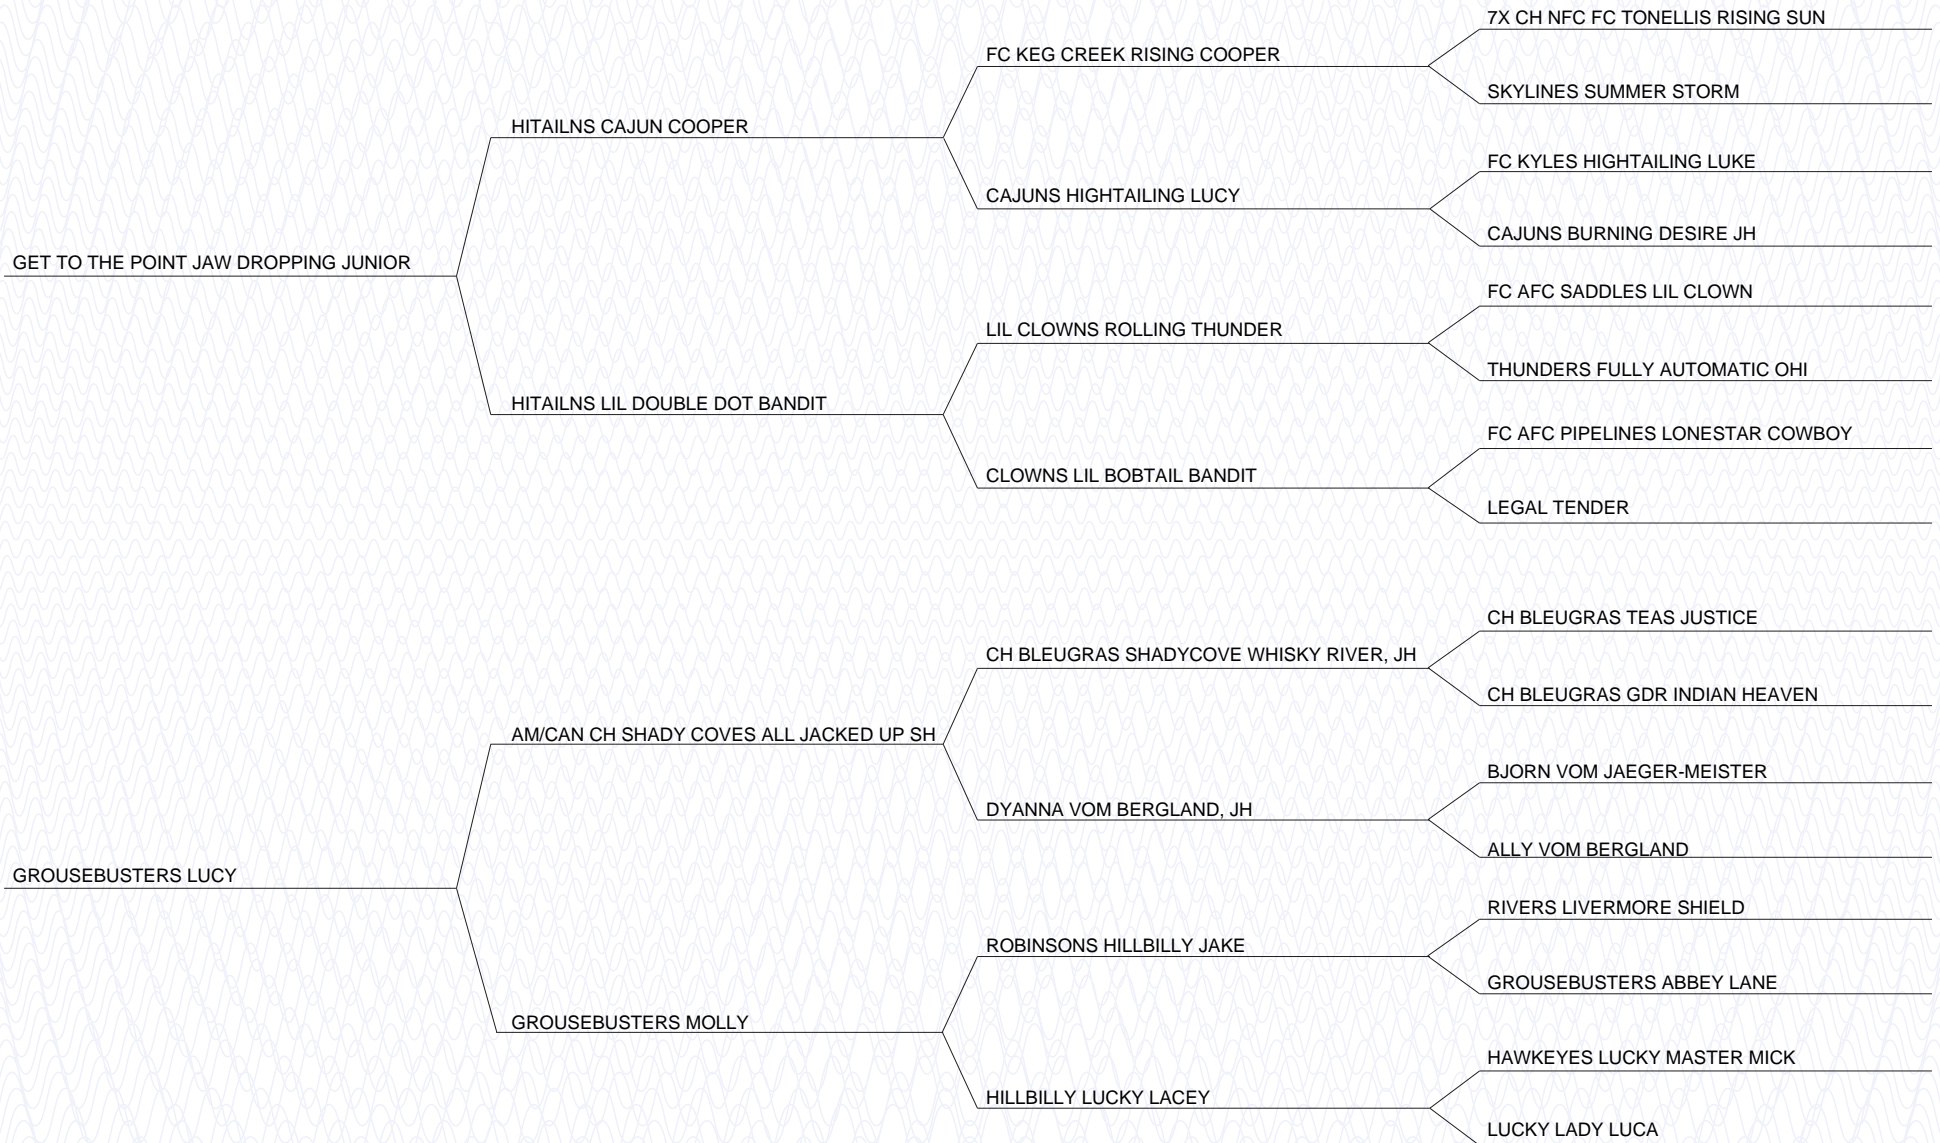 7X CH NFC FC TONELLIS RISING SUN
FC KEG CREEK RISING COOPER
SKYLINES SUMMER STORM
HITAILNS CAJUN COOPER
FC KYLES HIGHTAILING LUKE
CAJUNS HIGHTAILING LUCY
CAJUNS BURNING DESIRE JH
GET TO THE POINT JAW DROPPING JUNIOR
FC AFC SADDLES LIL CLOWN
LIL CLOWNS ROLLING THUNDER
THUNDERS FULLY AUTOMATIC OHI
HITAILNS LIL DOUBLE DOT BANDIT
FC AFC PIPELINES LONESTAR COWBOY
CLOWNS LIL BOBTAIL BANDIT
LEGAL TENDER
CH BLEUGRAS TEAS JUSTICE
CH BLEUGRAS SHADYCOVE WHISKY RIVER, JH
CH BLEUGRAS GDR INDIAN HEAVEN
AM/CAN CH SHADY COVES ALL JACKED UP SH
BJORN VOM JAEGER-MEISTER
DYANNA VOM BERGLAND, JH
ALLY VOM BERGLAND
GROUSEBUSTERS LUCY
RIVERS LIVERMORE SHIELD
ROBINSONS HILLBILLY JAKE
GROUSEBUSTERS ABBEY LANE
GROUSEBUSTERS MOLLY
HAWKEYES LUCKY MASTER MICK
HILLBILLY LUCKY LACEY
LUCKY LADY LUCA